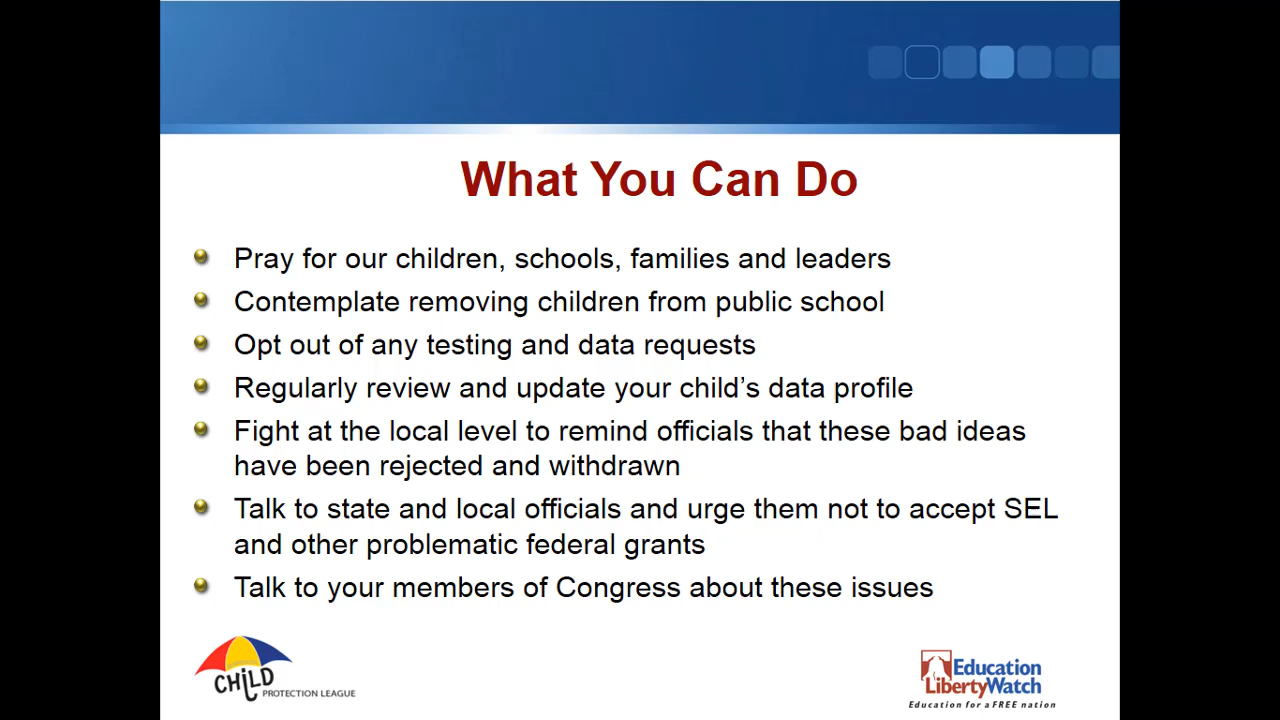 What You Can Do
Pray for our children, schools, families and leaders
Contemplate removing children from public school
Opt out of any testing and data requests
Regularly review and update your child’s data profile
Fight at the local level to remind officials that these bad ideas
have been rejected and withdrawn
Talk to state and local officials and urge them not to accept SEL
and other problematic federal grants
Talk to your members of Congress about these issues
CHILD
PROTECTION LEAGUE
Education
LibertyWatch
Education for a FREE nation